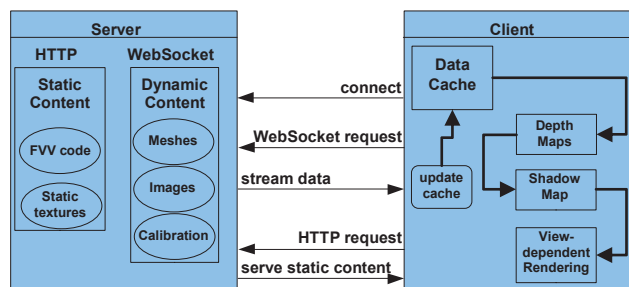 Server
HTTP
WebSocket
Static
Content
FVV code
Static
textures
Dynamic
Content
Meshes
Images
Calibration
connect
WebSocket request
stream data
HTTP request
serve static content
Client
Data
Cache
update
cache
Depth
Maps
Shadow
Map
View-
dependent
Rendering